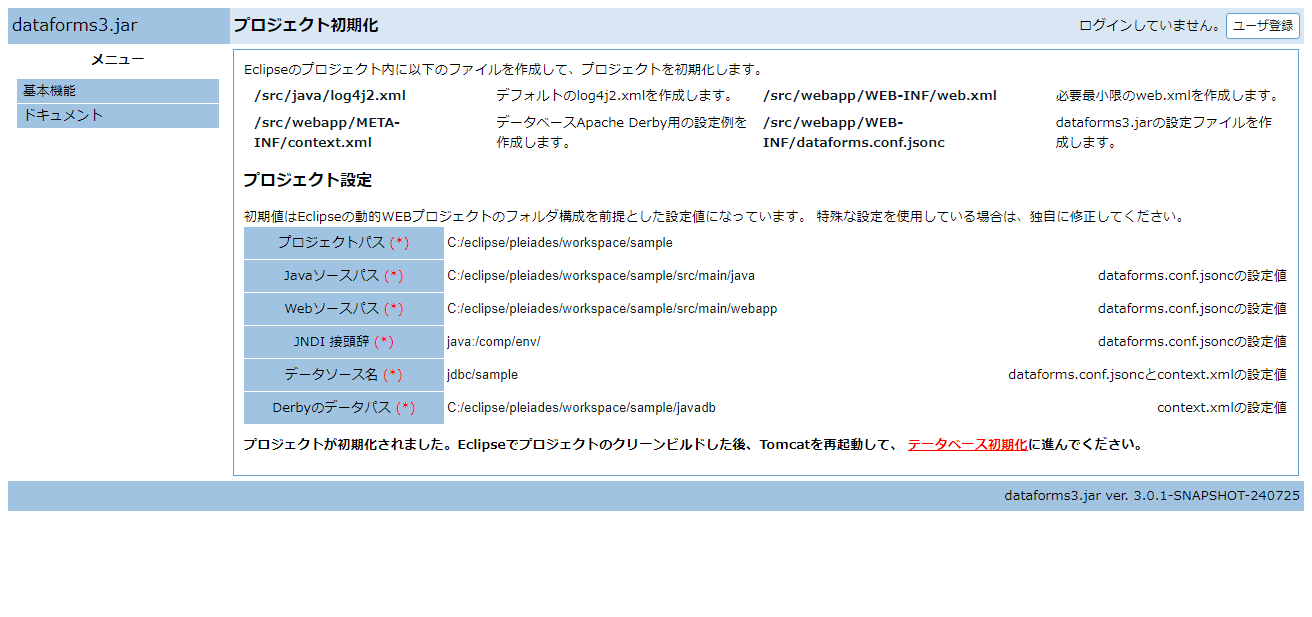 dataforms3.jar
プロジェクト初期化
ログインしていません。 ユーザ登録
メニュー
基本機能
ドキュメント
Eclipseのプロジェクト内に以下のファイルを作成して、プロジェクトを初期化します。
/src/java/log4j2.xml デフォルトのlog4j2.xmlを作成します。 /src/webapp/WEB-INF/web.xml 必要最小限のweb.xmlを作成します。
/src/webapp/META- データベースApache Derby用の設定例を /src/webapp/WEB- dataforms3.jarの設定ファイルを作
INF/context.xml 作成します。 INF/dataforms.conf.jsonc 成します。
プロジェクト設定
初期値はEclipseの動的WEBプロジェクトのフォルダ構成を前提とした設定値になっています。 特殊な設定を使用している場合は、独自に修正してください。
プロジェクトパス (*) C:/eclipse/pleiades/workspace/sample
Javaソースパス (*) C:/eclipse/pleiades/workspace/sample/src/main/java dataforms.conf.jsoncの設定値
Webソースパス (*) C:/eclipse/pleiades/workspace/sample/src/main/webapp dataforms.conf.jsoncの設定値
JNDI 接頭辞 (*) java:/comp/env/ dataforms.conf.jsoncの設定値
データソース名 (*) jdbc/sample dataforms.conf.jsoncとcontext.xmlの設定値
Derbyのデータパス (*) C:/eclipse/pleiades/workspace/sample/javadb context.xmlの設定値
プロジェクトが初期化されました。Eclipseでプロジェクトのクリーンビルドした後、Tomcatを再起動して、 データベース初期化に進んでください。
dataforms3.jar ver. 3.0.1-SNAPSHOT-240725